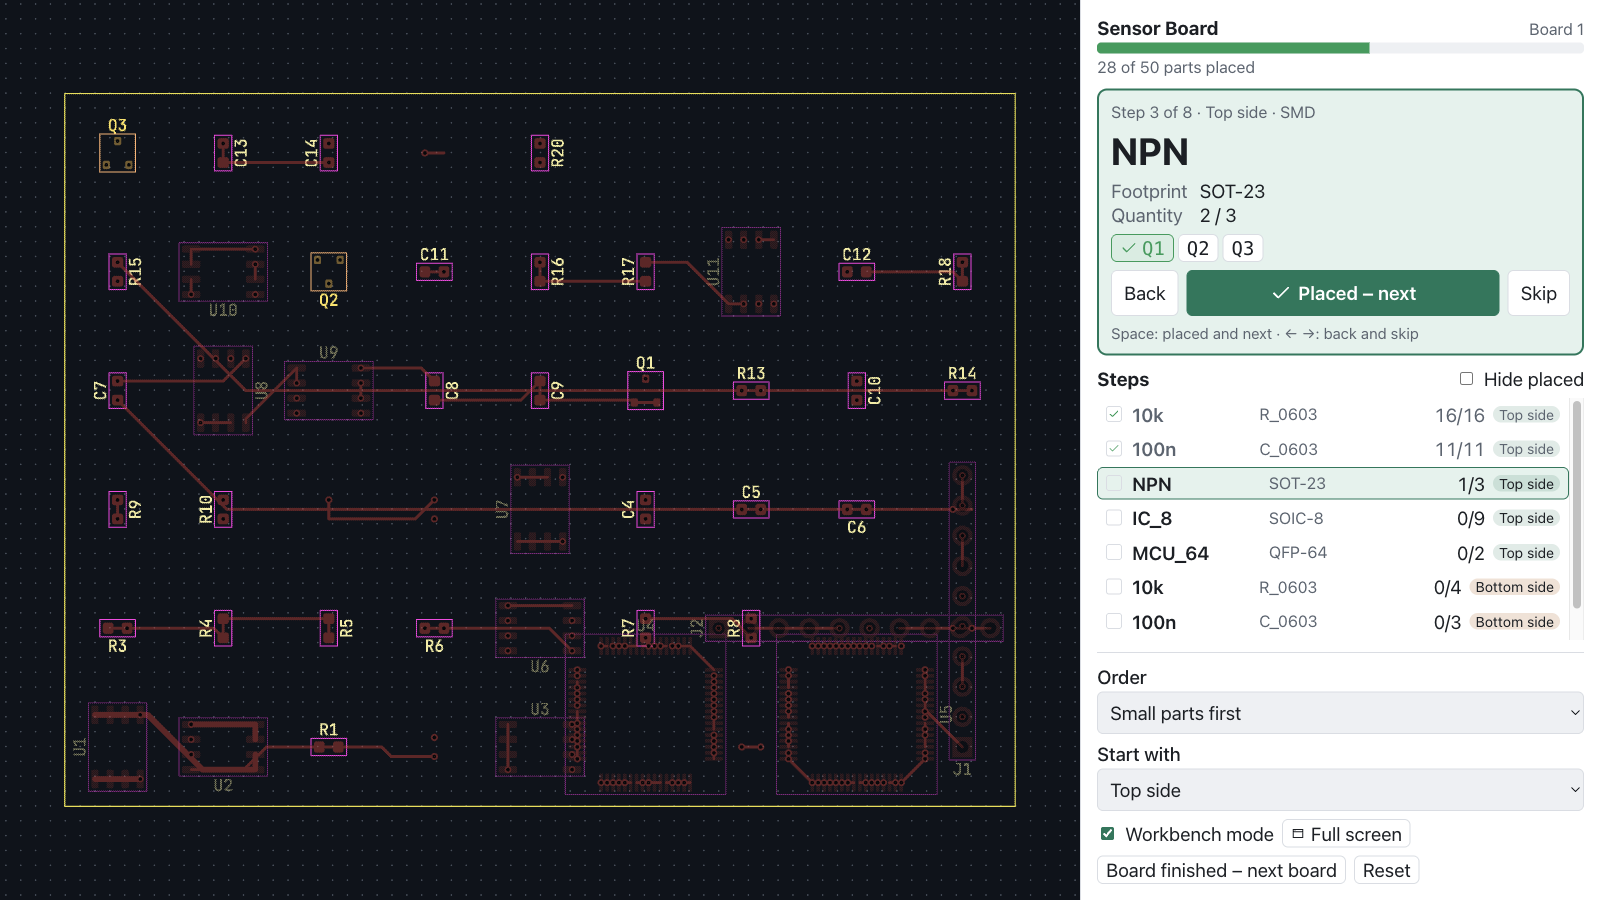 Q3
C13
C14
R20
R15
U10
Q2
C11
R16
R17
U11
C12
R18
C7
U8
U9
C8
C9
Q1
R13
C10
R14
R9
R10
U7
C4
C5
C6
R3
R4
R5
R6
U6
R7
J2
R8
U1
U2
R1
U3
U5
J1
Sensor Board
Board 1
28 of 50 parts placed
Step 3 of 8 · Top side · SMD
NPN
Footprint SOT-23
Quantity 2 / 3
✓ Q1 Q2 Q3
Back ✓ Placed – next Skip
Space: placed and next · ← →: back and skip
Steps Hide placed
10k R_0603 16/16 Top side
100n C_0603 11/11 Top side
NPN SOT-23 1/3 Top side
IC_8 SOIC-8 0/9 Top side
MCU_64 QFP-64 0/2 Top side
10k R_0603 0/4 Bottom side
100n C_0603 0/3 Bottom side
Order
Small parts first
Start with
Top side
Workbench mode Full screen
Board finished – next board Reset